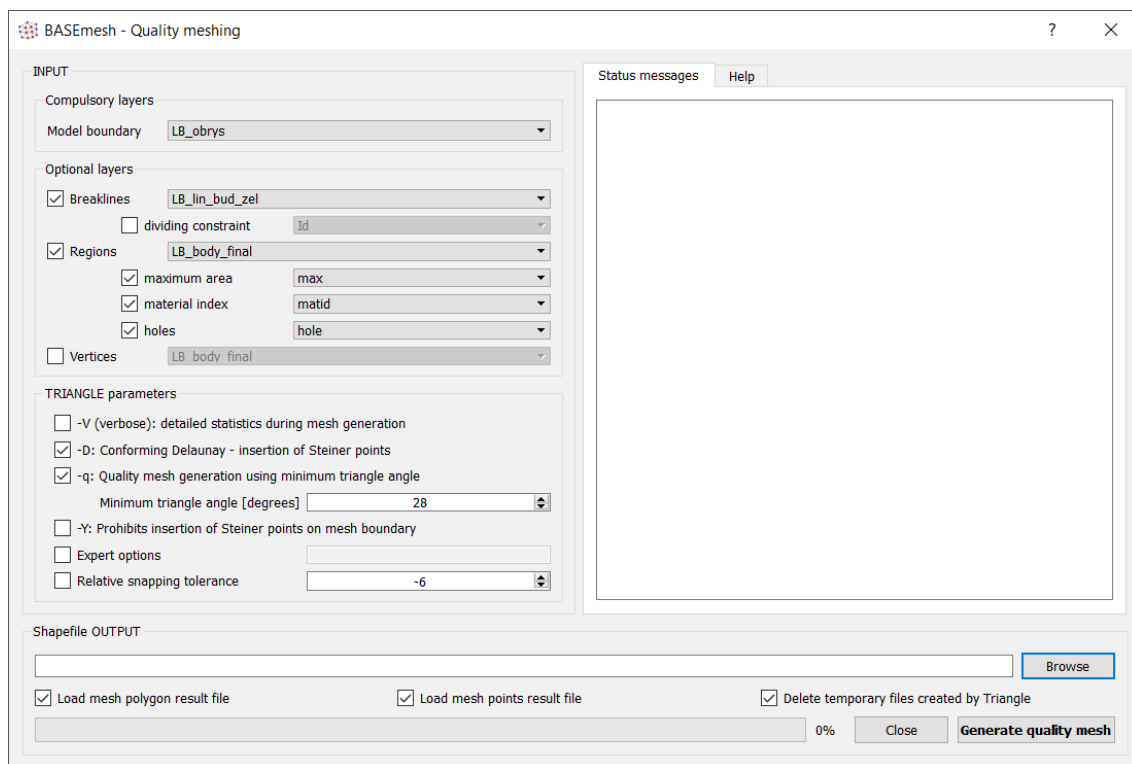 BASEmesh - Quality meshing
?
INPUT
Compulsory layers
Model boundary LB_obrys
Optional layers
Breaklines LB_lin_bud_zel
dividing constraint Id
Regions LB_body_final
maximum area max
material index matid
holes hole
Vertices LB_body_final
TRIANGLE parameters
-V (verbose): detailed statistics during mesh generation
-D: Conforming Delaunay - insertion of Steiner points
-q: Quality mesh generation using minimum triangle angle
Minimum triangle angle [degrees] 28
-Y: Prohibits insertion of Steiner points on mesh boundary
Expert options
Relative snapping tolerance -6
Status messages Help
Shapefile OUTPUT
Browse
Load mesh polygon result file Load mesh points result file Delete temporary files created by Triangle
0% Close Generate quality mesh